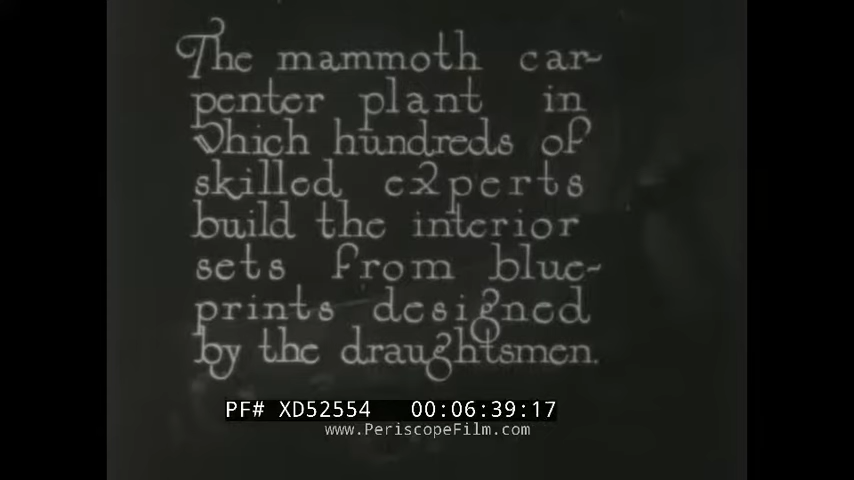 The mammoth car-
penter plant in
which hundreds of
skilled experts
build the interior
sets from blue-
prints designed
by the draughtsmen.
PF# XD52554 00:06:39:17
www.PeriscopeFilm.com